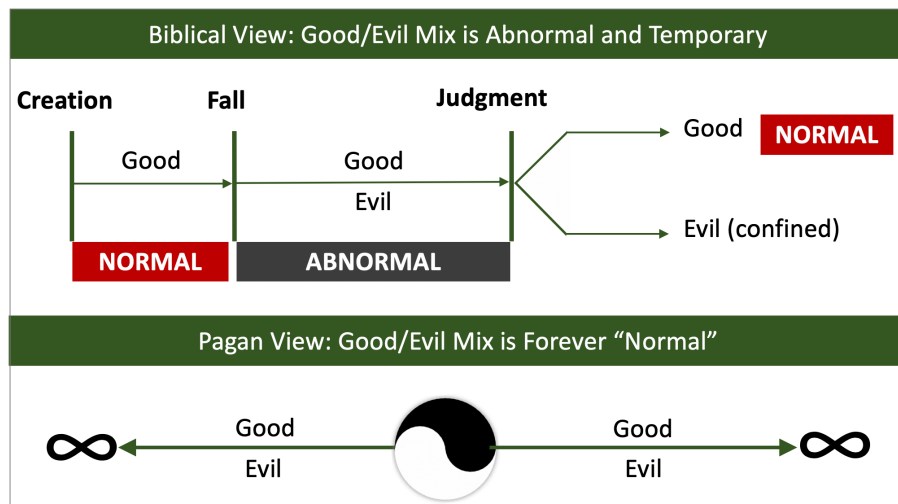 Biblical View: Good/Evil Mix is Abnormal and Temporary
Creation
Fall
Judgment
Good
Good
Evil
Good
NORMAL
Evil (confined)
NORMAL
ABNORMAL
Pagan View: Good/Evil Mix is Forever “Normal”
∞
Good
Evil
Good
Evil
∞